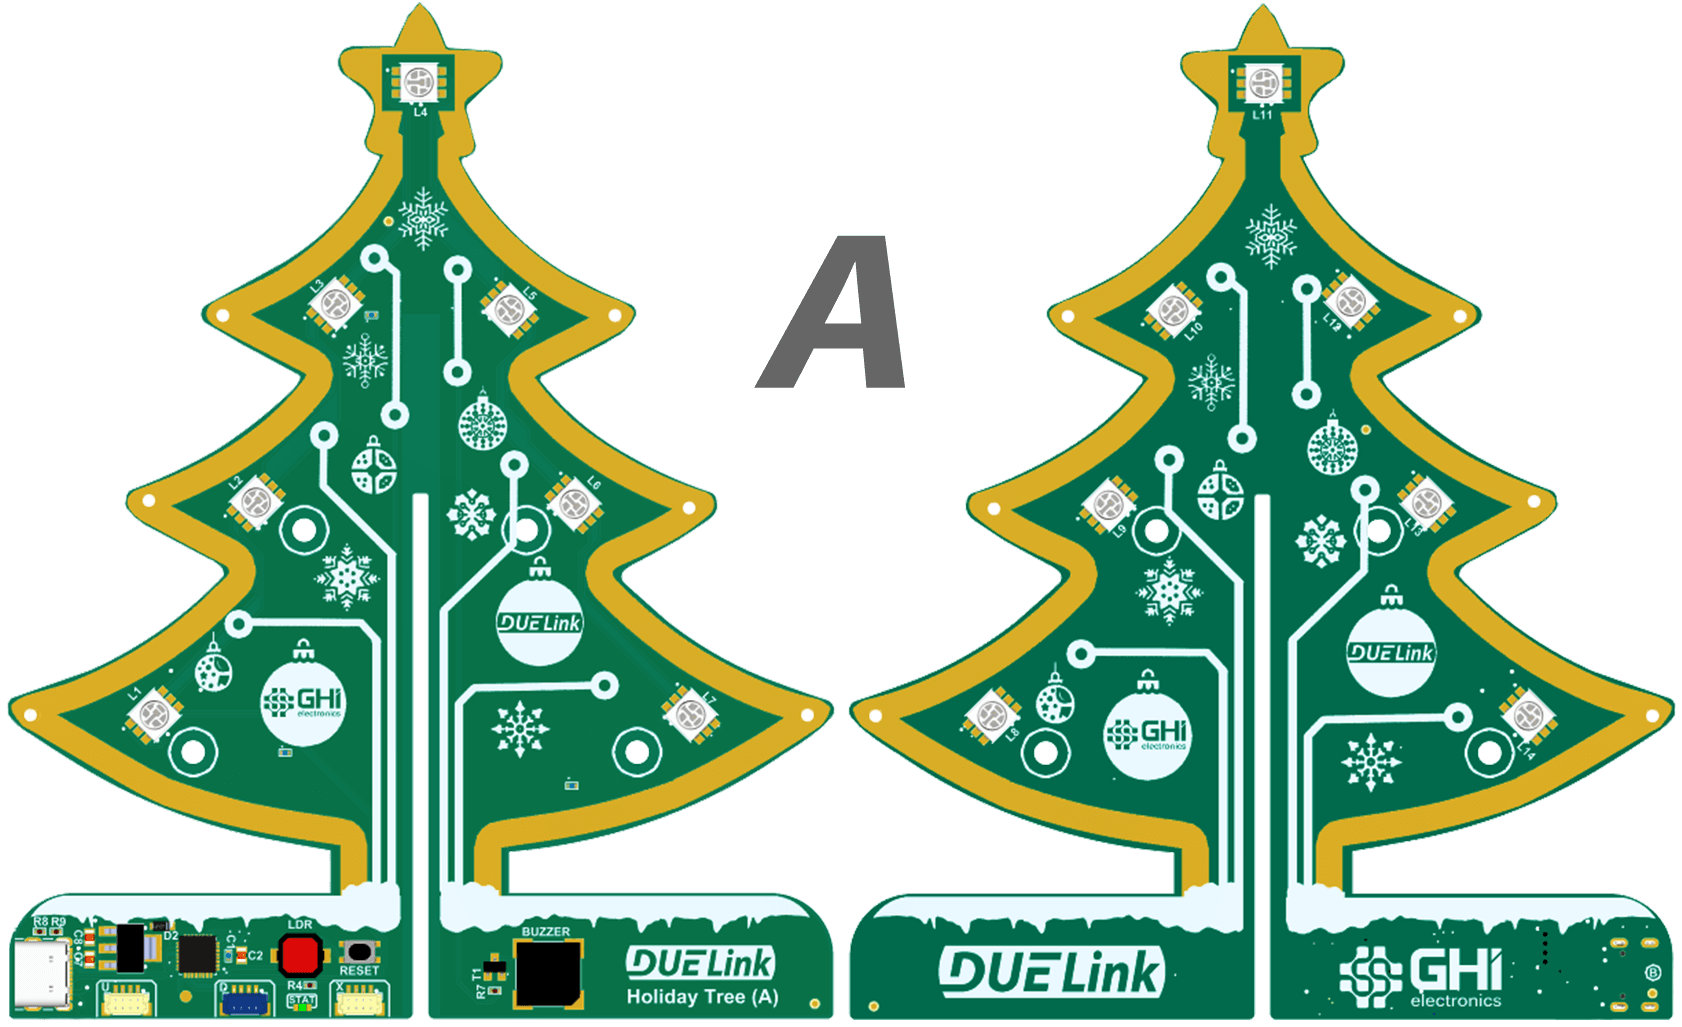 L4
L3
L5
L2
L6
DUELink
GHI
electronics
L1
L7
R8 R9
C8
C7
D2
C1
C2
LDR
RESET
R4
STAT
U
D
X
BUZZER
T1
R7
DUELink
Holiday Tree (A)
A
L11
L10
L12
L9
L13
DUELink
GHI
electronics
L8
L14
DUELink
GHI
electronics
B